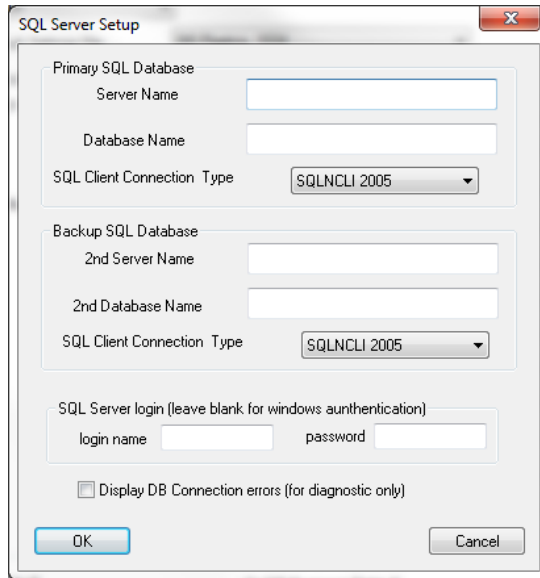 SQL Server Setup
Primary SQL Database
Server Name
Database Name
SQL Client Connection Type
SQLNCLI 2005
Backup SQL Database
2nd Server Name
2nd Database Name
SQL Client Connection Type
SQLNCLI 2005
SQL Server login (leave blank for windows aunthentication)
login name
password
Display DB Connection errors (for diagnostic only)
OK
Cancel